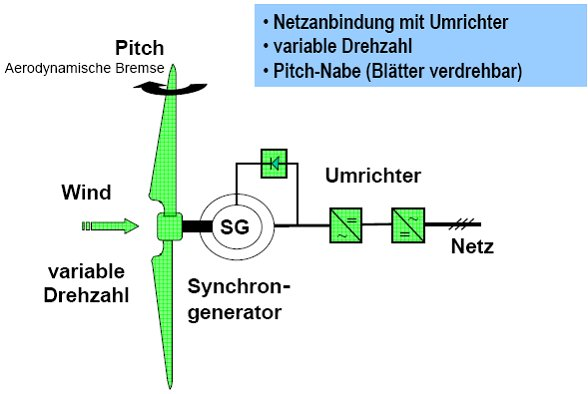 • Netzanbindung mit Umrichter
• variable Drehzahl
• Pitch-Nabe (Blätter verdrehbar)
Pitch
Aerodynamische Bremse
Umrichter
Wind
SG
=
~
~
=
Netz
variable
Drehzahl
Synchron-
generator